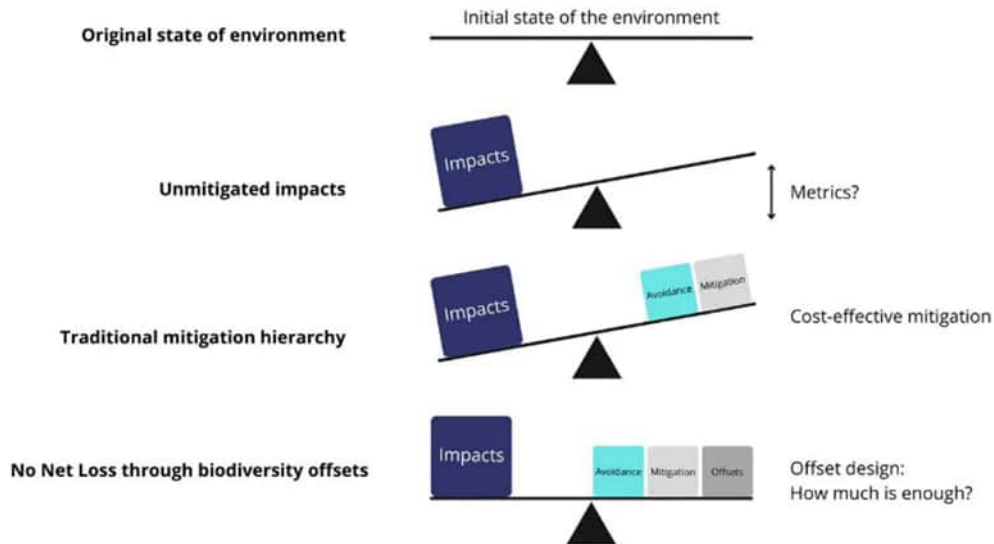 Initial state of the environment
Original state of environment
Impacts
Unmitigated impacts
Metrics?
Impacts
Avoidance
Mitigation
Traditional mitigation hierarchy
Cost-effective mitigation
Impacts
Avoidance
Mitigation
Offsets
No Net Loss through biodiversity offsets
Offset design:
How much is enough?